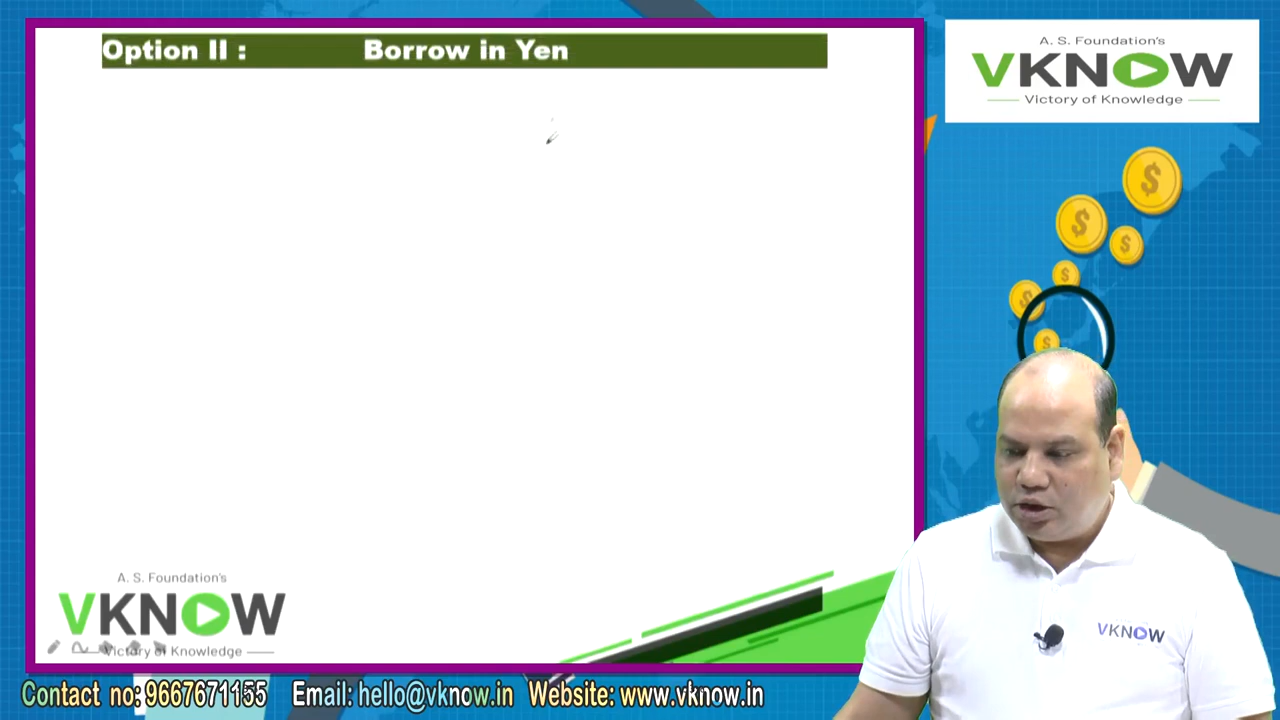 Option II : Borrow in Yen
A. S. Foundation's
VKNOW
Victory of Knowledge
A. S. Foundation's
VKNOW
Victory of Knowledge
VKNOW
Contact no: 9667671155 Email: hello@vknow.in Website: www.vknow.in